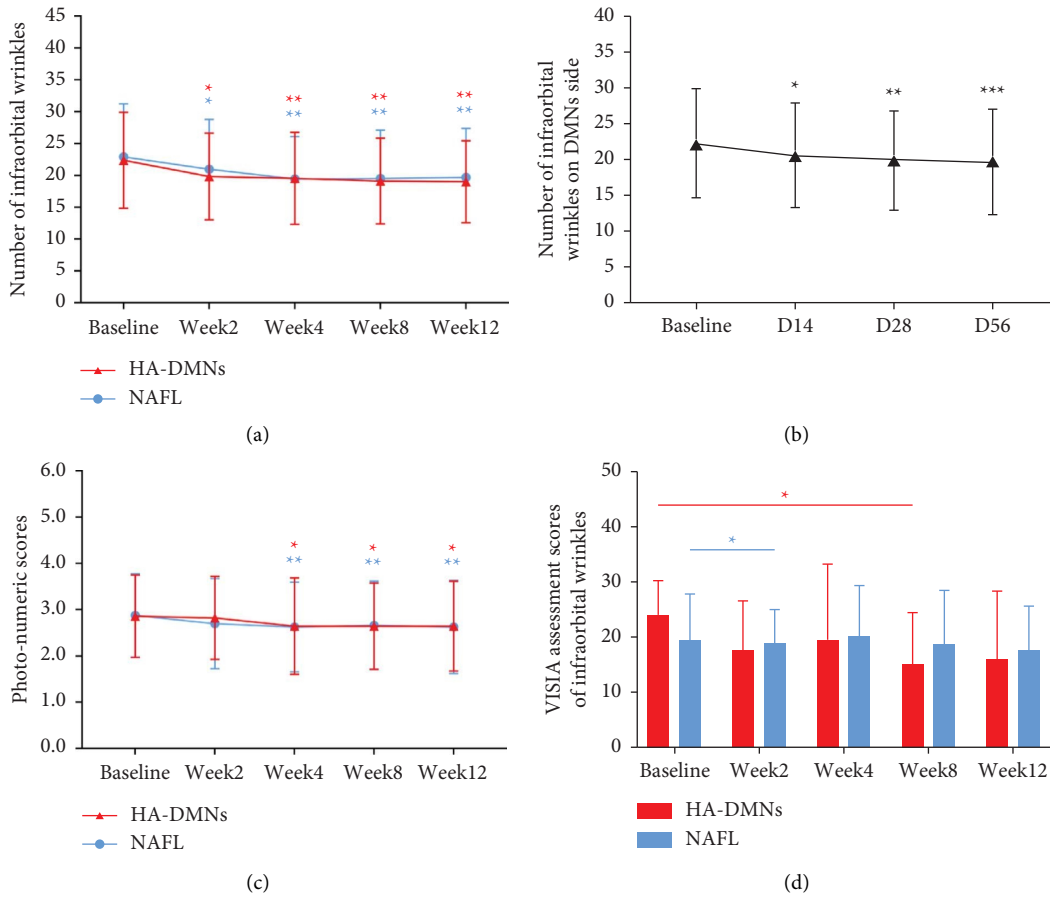 Number of infraorbital wrinkles
45
40
35
30
25
20
15
10
5
0
* ** ** **
* ** ** **
Baseline Week2 Week4 Week8 Week12
HA-DMNs
NAFL
(a)
Number of infraorbital
wrinkles on DMNs side
40
35
30
25
20
15
10
5
0
* ** ***
Baseline D14 D28 D56
(b)
Photo-numeric scores
6.0
5.0
4.0
3.0
2.0
1.0
0.0
* * *
** ** **
Baseline Week2 Week4 Week8 Week12
HA-DMNs
NAFL
(c)
VISIA assessment scores
of infraorbital wrinkles
50
40
30
20
10
0
*
*
Baseline Week2 Week4 Week8 Week12
HA-DMNs
NAFL
(d)